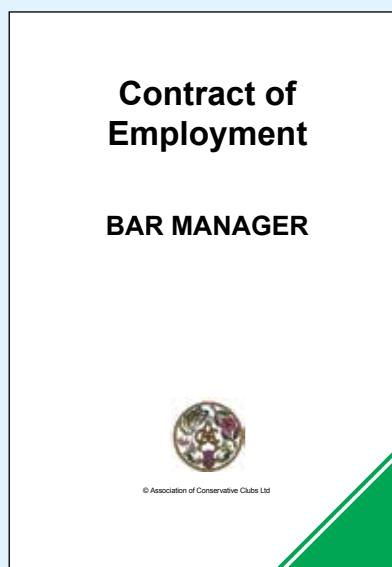 Contract of
Employment
BAR MANAGER
© Association of Conservative Clubs Ltd